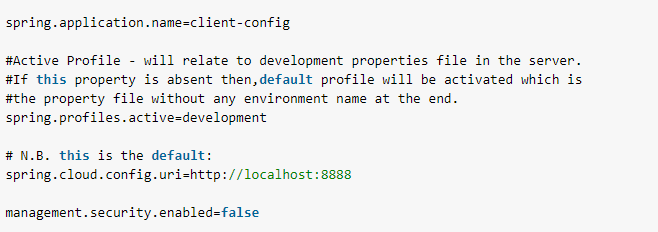 spring.application.name=client-config
#Active Profile - will relate to development properties file in the server.
#If this property is absent then,default profile will be activated which is
#the property file without any environment name at the end.
spring.profiles.active=development
# N.B. this is the default:
spring.cloud.config.uri=http://localhost:8888
management.security.enabled=false